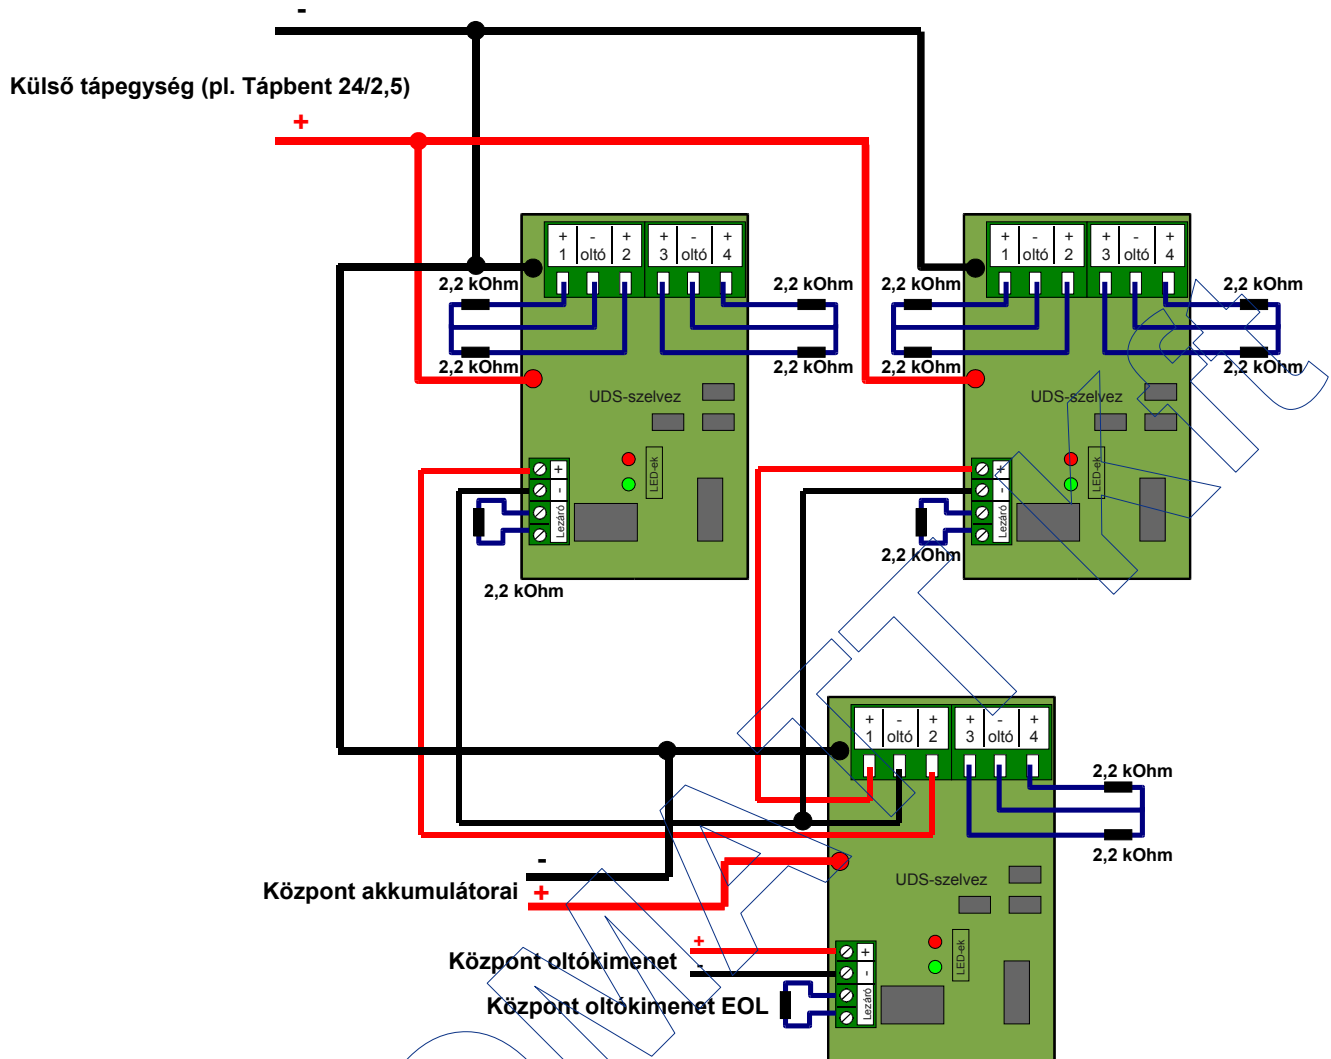 -
Külső tápegység (pl. Tápbent 24/2,5)
+
+ - + + - +
1 oltó 2 3 oltó 4
+ - + + - +
1 oltó 2 3 oltó 4
2,2 kOhm
2,2 kOhm
2,2 kOhm
2,2 kOhm
2,2 kOhm
2,2 kOhm
2,2 kOhm
2,2 kOhm
UDS-szelvez
UDS-szelvez
+
-
Lezáró
LED-ek
+
-
Lezáró
LED-ek
2,2 kOhm
2,2 kOhm
+ - + + - +
1 oltó 2 3 oltó 4
2,2 kOhm
2,2 kOhm
-
Központ akkumulátorai +
UDS-szelvez
+
Központ oltókimenet -
Központ oltókimenet EOL
+
-
Lezáró
LED-ek